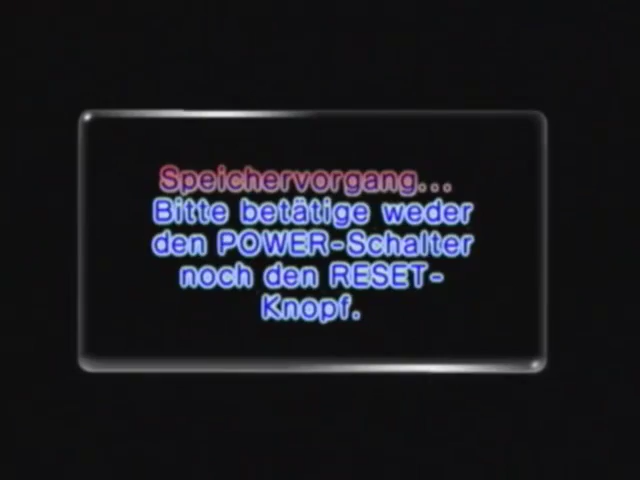 Speichervorgang...
Bitte betätige weder
den POWER-Schalter
noch den RESET-
Knopf.